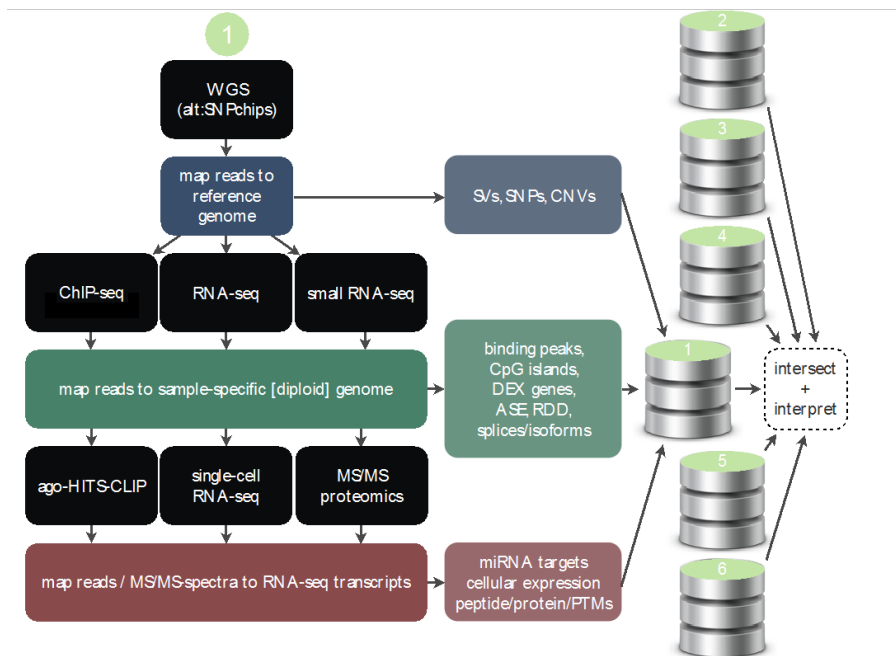 1
WGS
(alt:SNPchips)
map reads to
reference
genome
SVs, SNPs, CNVs
ChIP-seq
RNA-seq
small RNA-seq
map reads to sample-specific [diploid] genome
binding peaks,
CpG islands,
DEX genes,
ASE, RDD,
splices/isoforms
ago-HITS-CLIP
single-cell
RNA-seq
MS/MS
proteomics
map reads / MS/MS-spectra to RNA-seq transcripts
miRNA targets
cellular expression
peptide/protein/PTMs
2
3
4
1
5
6
intersect
+
interpret